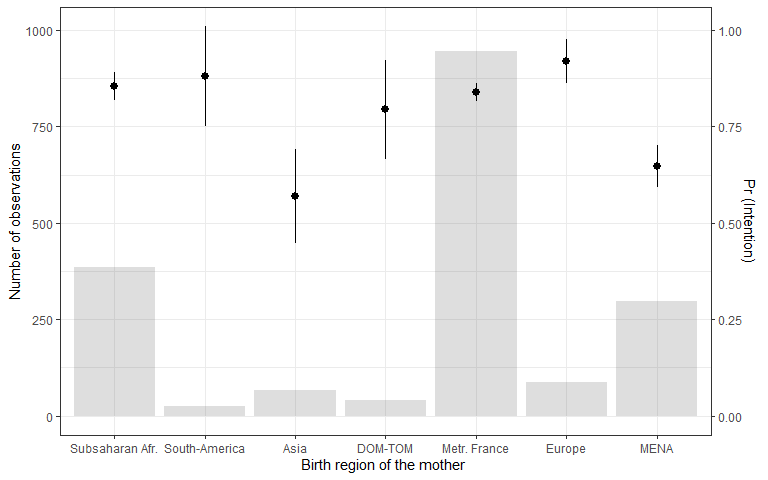 1000
750
500
250
0
Number of observations
1.00
0.75
0.50
0.25
0.00
Pr (Intention)
Subsaharan Afr. South-America Asia DOM-TOM Metr. France Europe MENA
Birth region of the mother